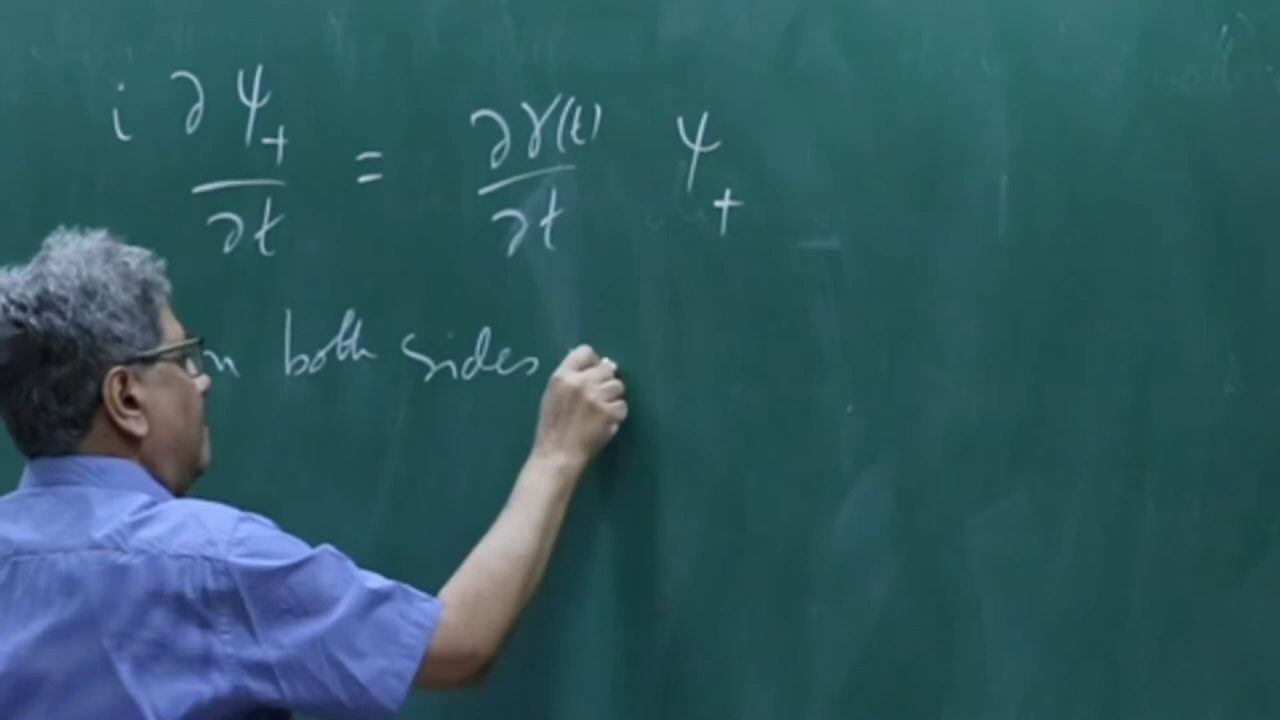 i ∂ψ₊/∂t = ∂γ(t)/∂t ψ₊
both sides